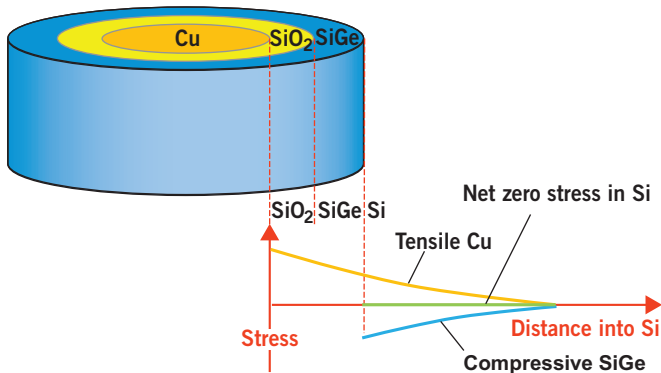 Cu
SiO₂
SiGe
SiO₂ SiGe Si
Net zero stress in Si
Tensile Cu
Stress
Distance into Si
Compressive SiGe